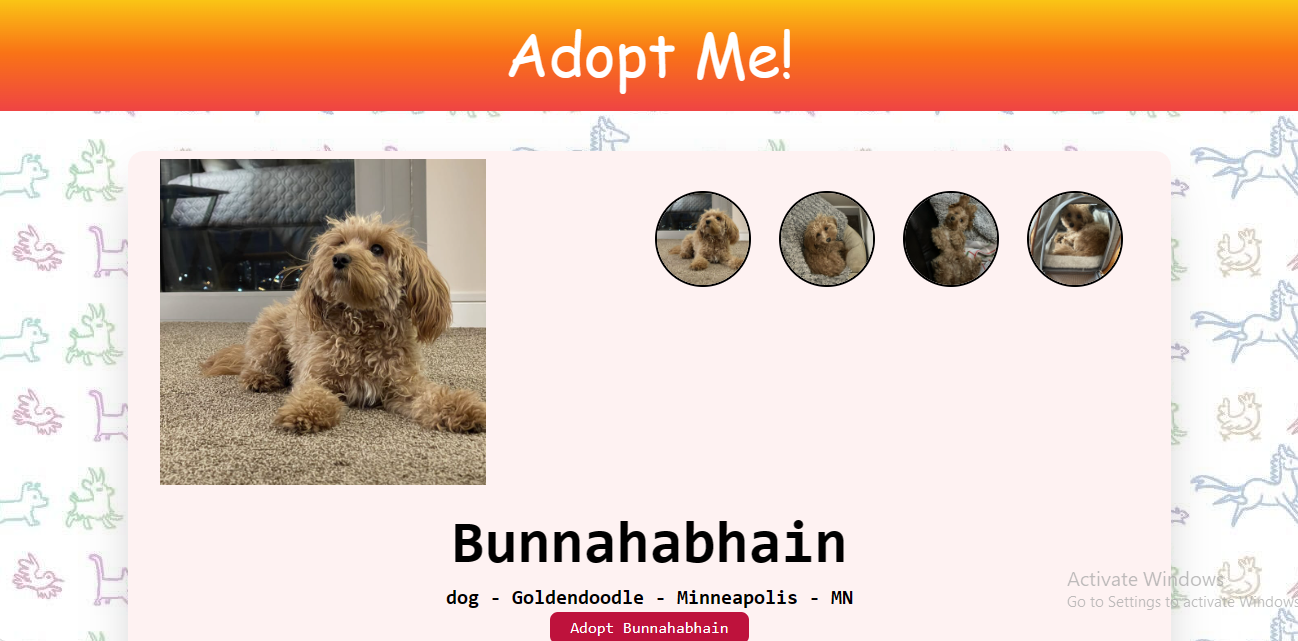 Adopt Me!
Bunnahabhain
dog - Goldendoodle - Minneapolis - MN
Adopt Bunnahabhain
Activate Windows
Go to Settings to activate Windows